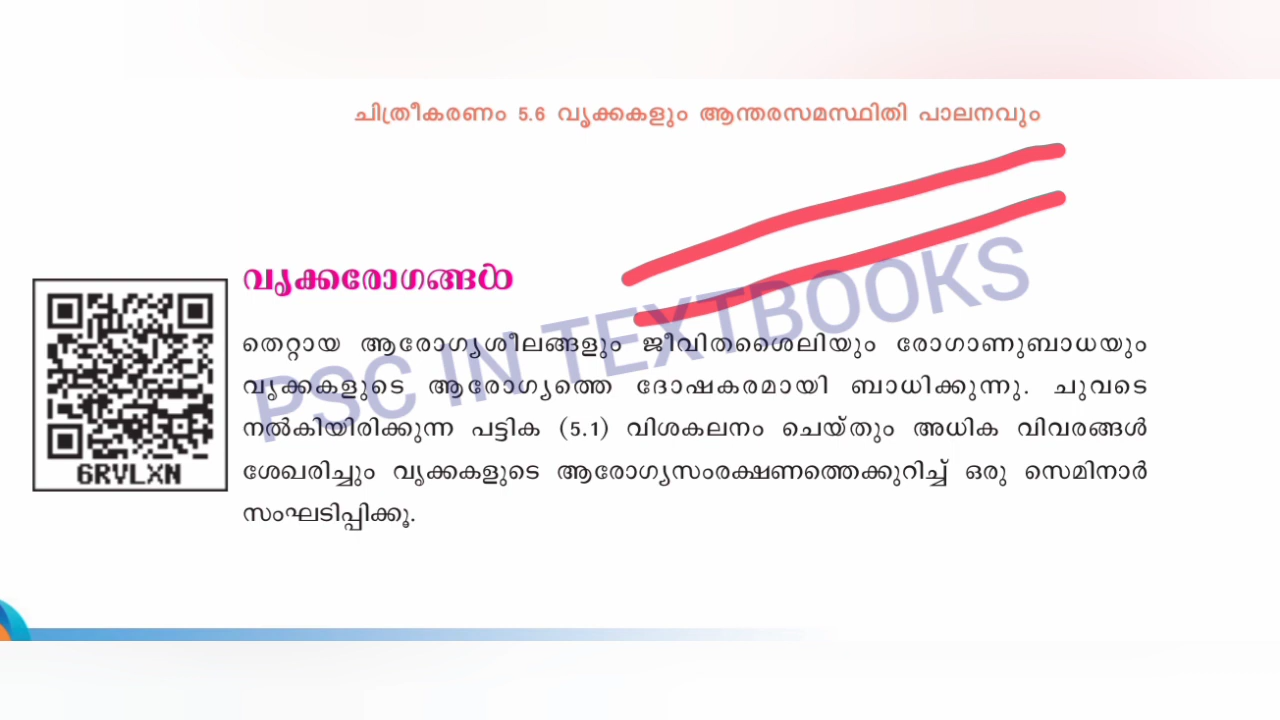 ചിത്രീകരണം 5.6 വൃക്കകളും ആന്തരസമസ്ഥിതി പാലനവും
വൃക്കരോഗങ്ങൾ
തെറ്റായ ആരോഗ്യശീലങ്ങളും ജീവിതശൈലിയും രോഗാണുബാധയും
വൃക്കകളുടെ ആരോഗ്യത്തെ ദോഷകരമായി ബാധിക്കുന്നു. ചുവടെ
നൽകിയിരിക്കുന്ന പട്ടിക (5.1) വിശകലനം ചെയ്തും അധിക വിവരങ്ങൾ
ശേഖരിച്ചും വൃക്കകളുടെ ആരോഗ്യസംരക്ഷണത്തെക്കുറിച്ച് ഒരു സെമിനാർ
സംഘടിപ്പിക്കൂ.
6RVLXN
PSC IN TEXTBOOKS